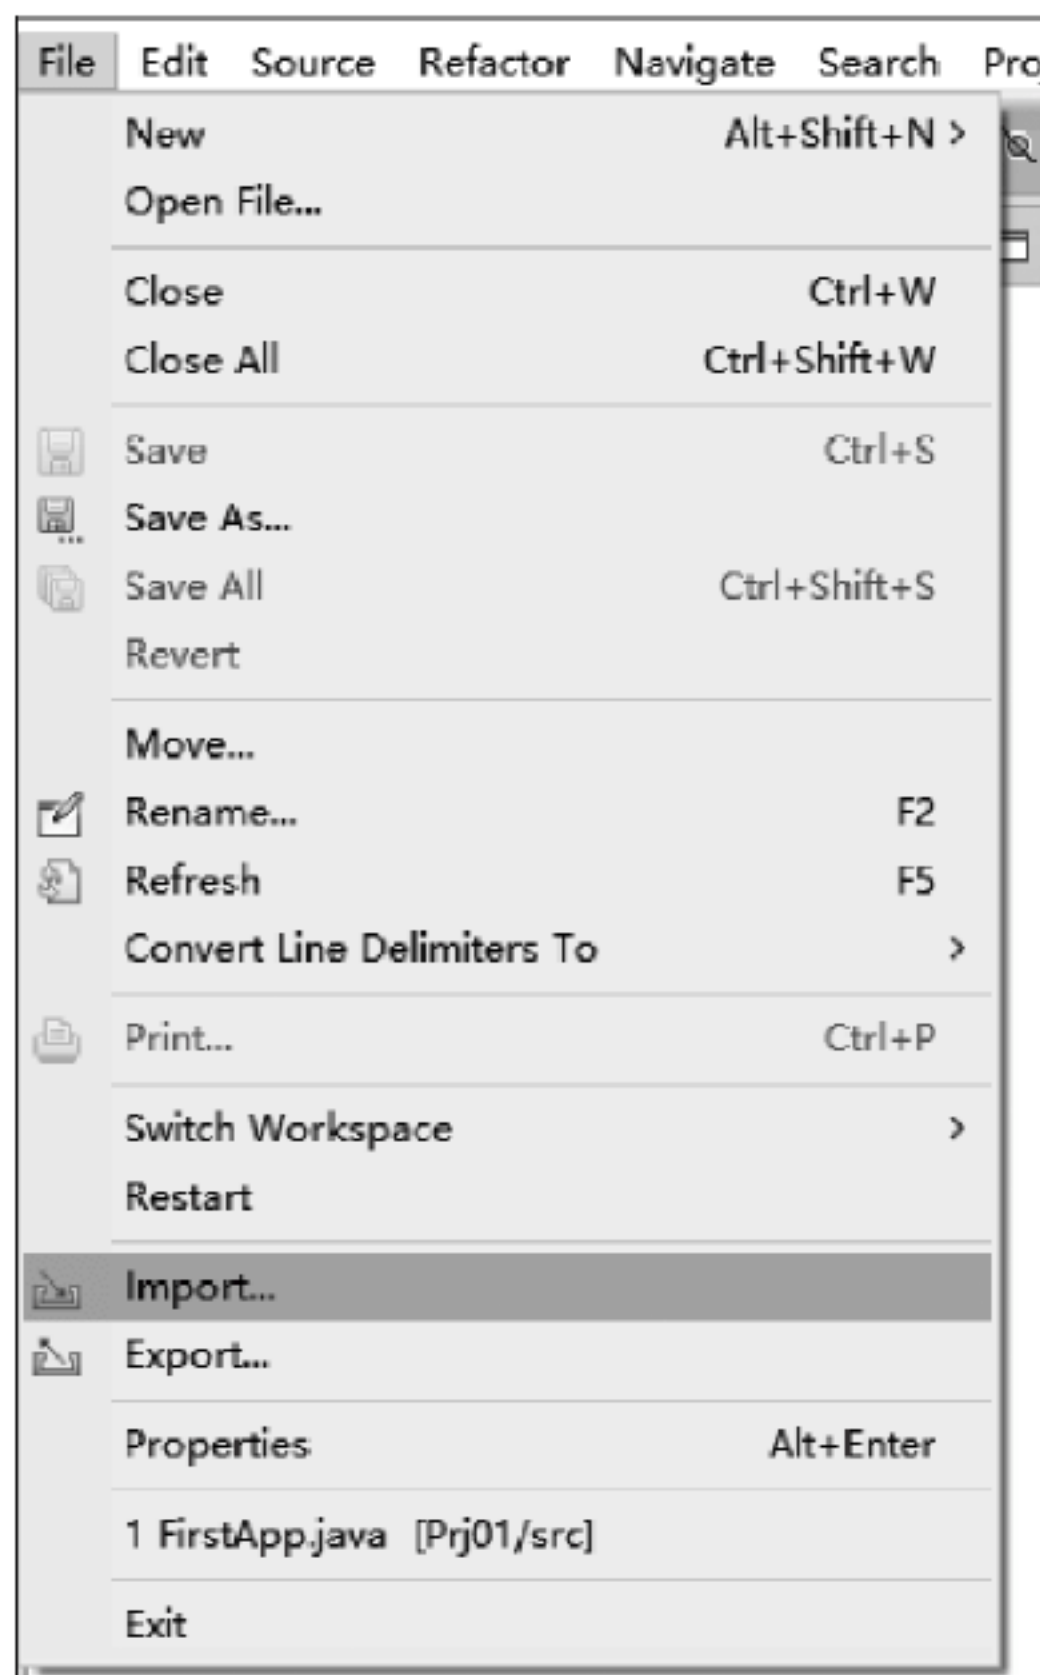 File Edit Source Refactor Navigate Search
New Alt+Shift+N >
Open File...
Close Ctrl+W
Close All Ctrl+Shift+W
Save Ctrl+S
Save As...
Save All Ctrl+Shift+S
Revert
Move...
Rename... F2
Refresh F5
Convert Line Delimiters To >
Print... Ctrl+P
Switch Workspace >
Restart
Import...
Export...
Properties Alt+Enter
1 FirstApp.java [Prj01/src]
Exit